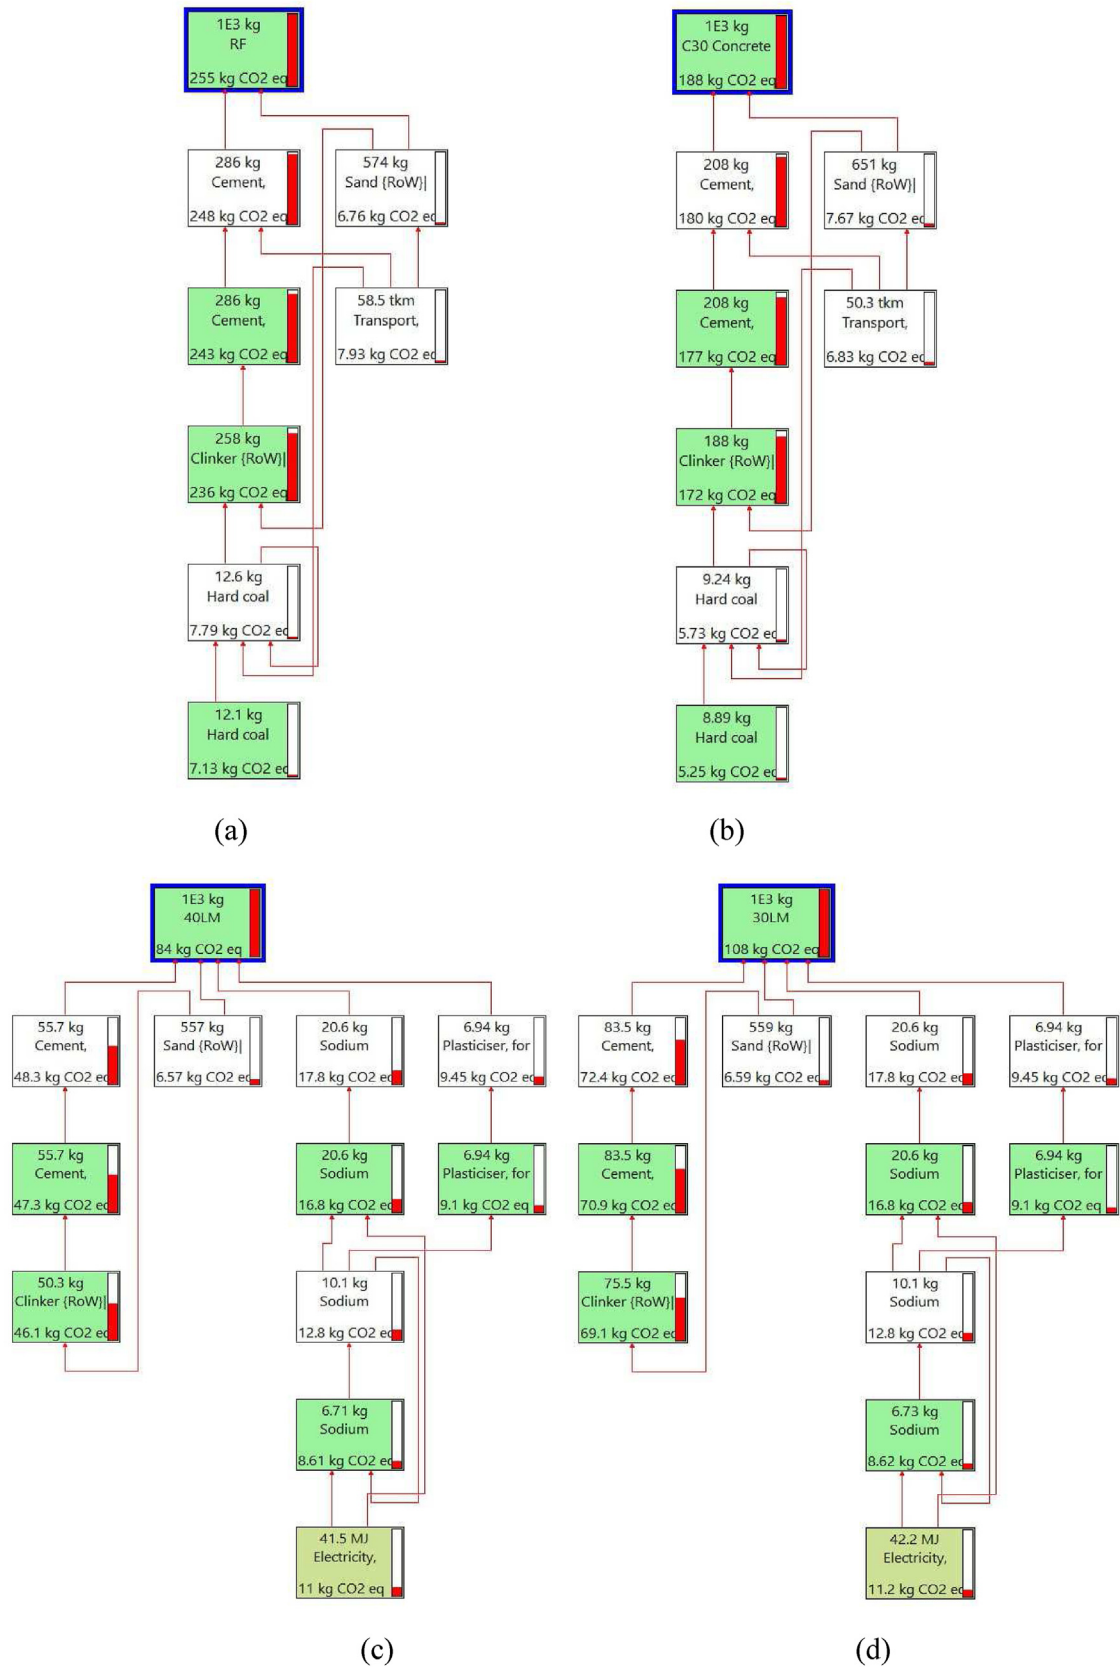 1E3 kg
RF
255 kg CO2 eq
286 kg
Cement,
248 kg CO2 eq
574 kg
Sand {RoW}|
6.76 kg CO2 eq
286 kg
Cement,
243 kg CO2 eq
58.5 tkm
Transport,
7.93 kg CO2 eq
258 kg
Clinker {RoW}|
236 kg CO2 eq
12.6 kg
Hard coal
7.79 kg CO2 eq
12.1 kg
Hard coal
7.13 kg CO2 eq
(a)
1E3 kg
C30 Concrete
188 kg CO2 eq
208 kg
Cement,
180 kg CO2 eq
651 kg
Sand {RoW}|
7.67 kg CO2 eq
208 kg
Cement,
177 kg CO2 eq
50.3 tkm
Transport,
6.83 kg CO2 eq
188 kg
Clinker {RoW}|
172 kg CO2 eq
9.24 kg
Hard coal
5.73 kg CO2 eq
8.89 kg
Hard coal
5.25 kg CO2 eq
(b)
1E3 kg
40LM
84 kg CO2 eq
55.7 kg
Cement,
48.3 kg CO2 eq
557 kg
Sand {RoW}|
6.57 kg CO2 eq
20.6 kg
Sodium
17.8 kg CO2 eq
6.94 kg
Plasticiser, for
9.45 kg CO2 eq
55.7 kg
Cement,
47.3 kg CO2 eq
20.6 kg
Sodium
16.8 kg CO2 eq
6.94 kg
Plasticiser, for
9.1 kg CO2 eq
50.3 kg
Clinker {RoW}|
46.1 kg CO2 eq
10.1 kg
Sodium
12.8 kg CO2 eq
6.71 kg
Sodium
8.61 kg CO2 eq
41.5 MJ
Electricity,
11 kg CO2 eq
(c)
1E3 kg
30LM
108 kg CO2 eq
83.5 kg
Cement,
72.4 kg CO2 eq
559 kg
Sand {RoW}|
6.59 kg CO2 eq
20.6 kg
Sodium
17.8 kg CO2 eq
6.94 kg
Plasticiser, for
9.45 kg CO2 eq
83.5 kg
Cement,
70.9 kg CO2 eq
20.6 kg
Sodium
16.8 kg CO2 eq
6.94 kg
Plasticiser, for
9.1 kg CO2 eq
75.5 kg
Clinker {RoW}|
69.1 kg CO2 eq
10.1 kg
Sodium
12.8 kg CO2 eq
6.73 kg
Sodium
8.62 kg CO2 eq
42.2 MJ
Electricity,
11.2 kg CO2 eq
(d)